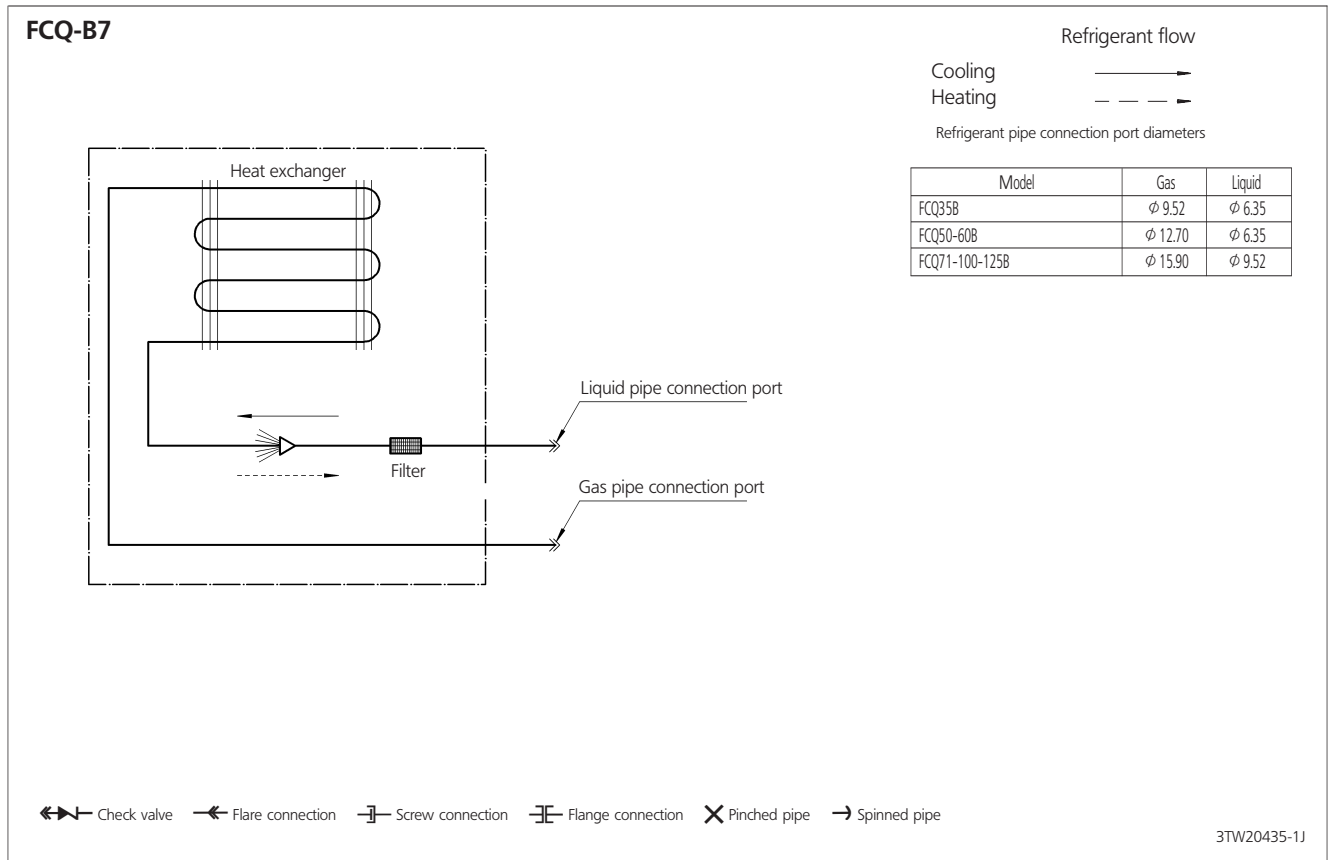 FCQ-B7
Refrigerant flow
Cooling
Heating
Refrigerant pipe connection port diameters
Model Gas Liquid
FCQ35B ϕ 9.52 ϕ 6.35
FCQ50-60B ϕ 12.70 ϕ 6.35
FCQ71-100-125B ϕ 15.90 ϕ 9.52
Heat exchanger
Liquid pipe connection port
Filter
Gas pipe connection port
Check valve Flare connection Screw connection Flange connection Pinched pipe Spinned pipe
3TW20435-1J